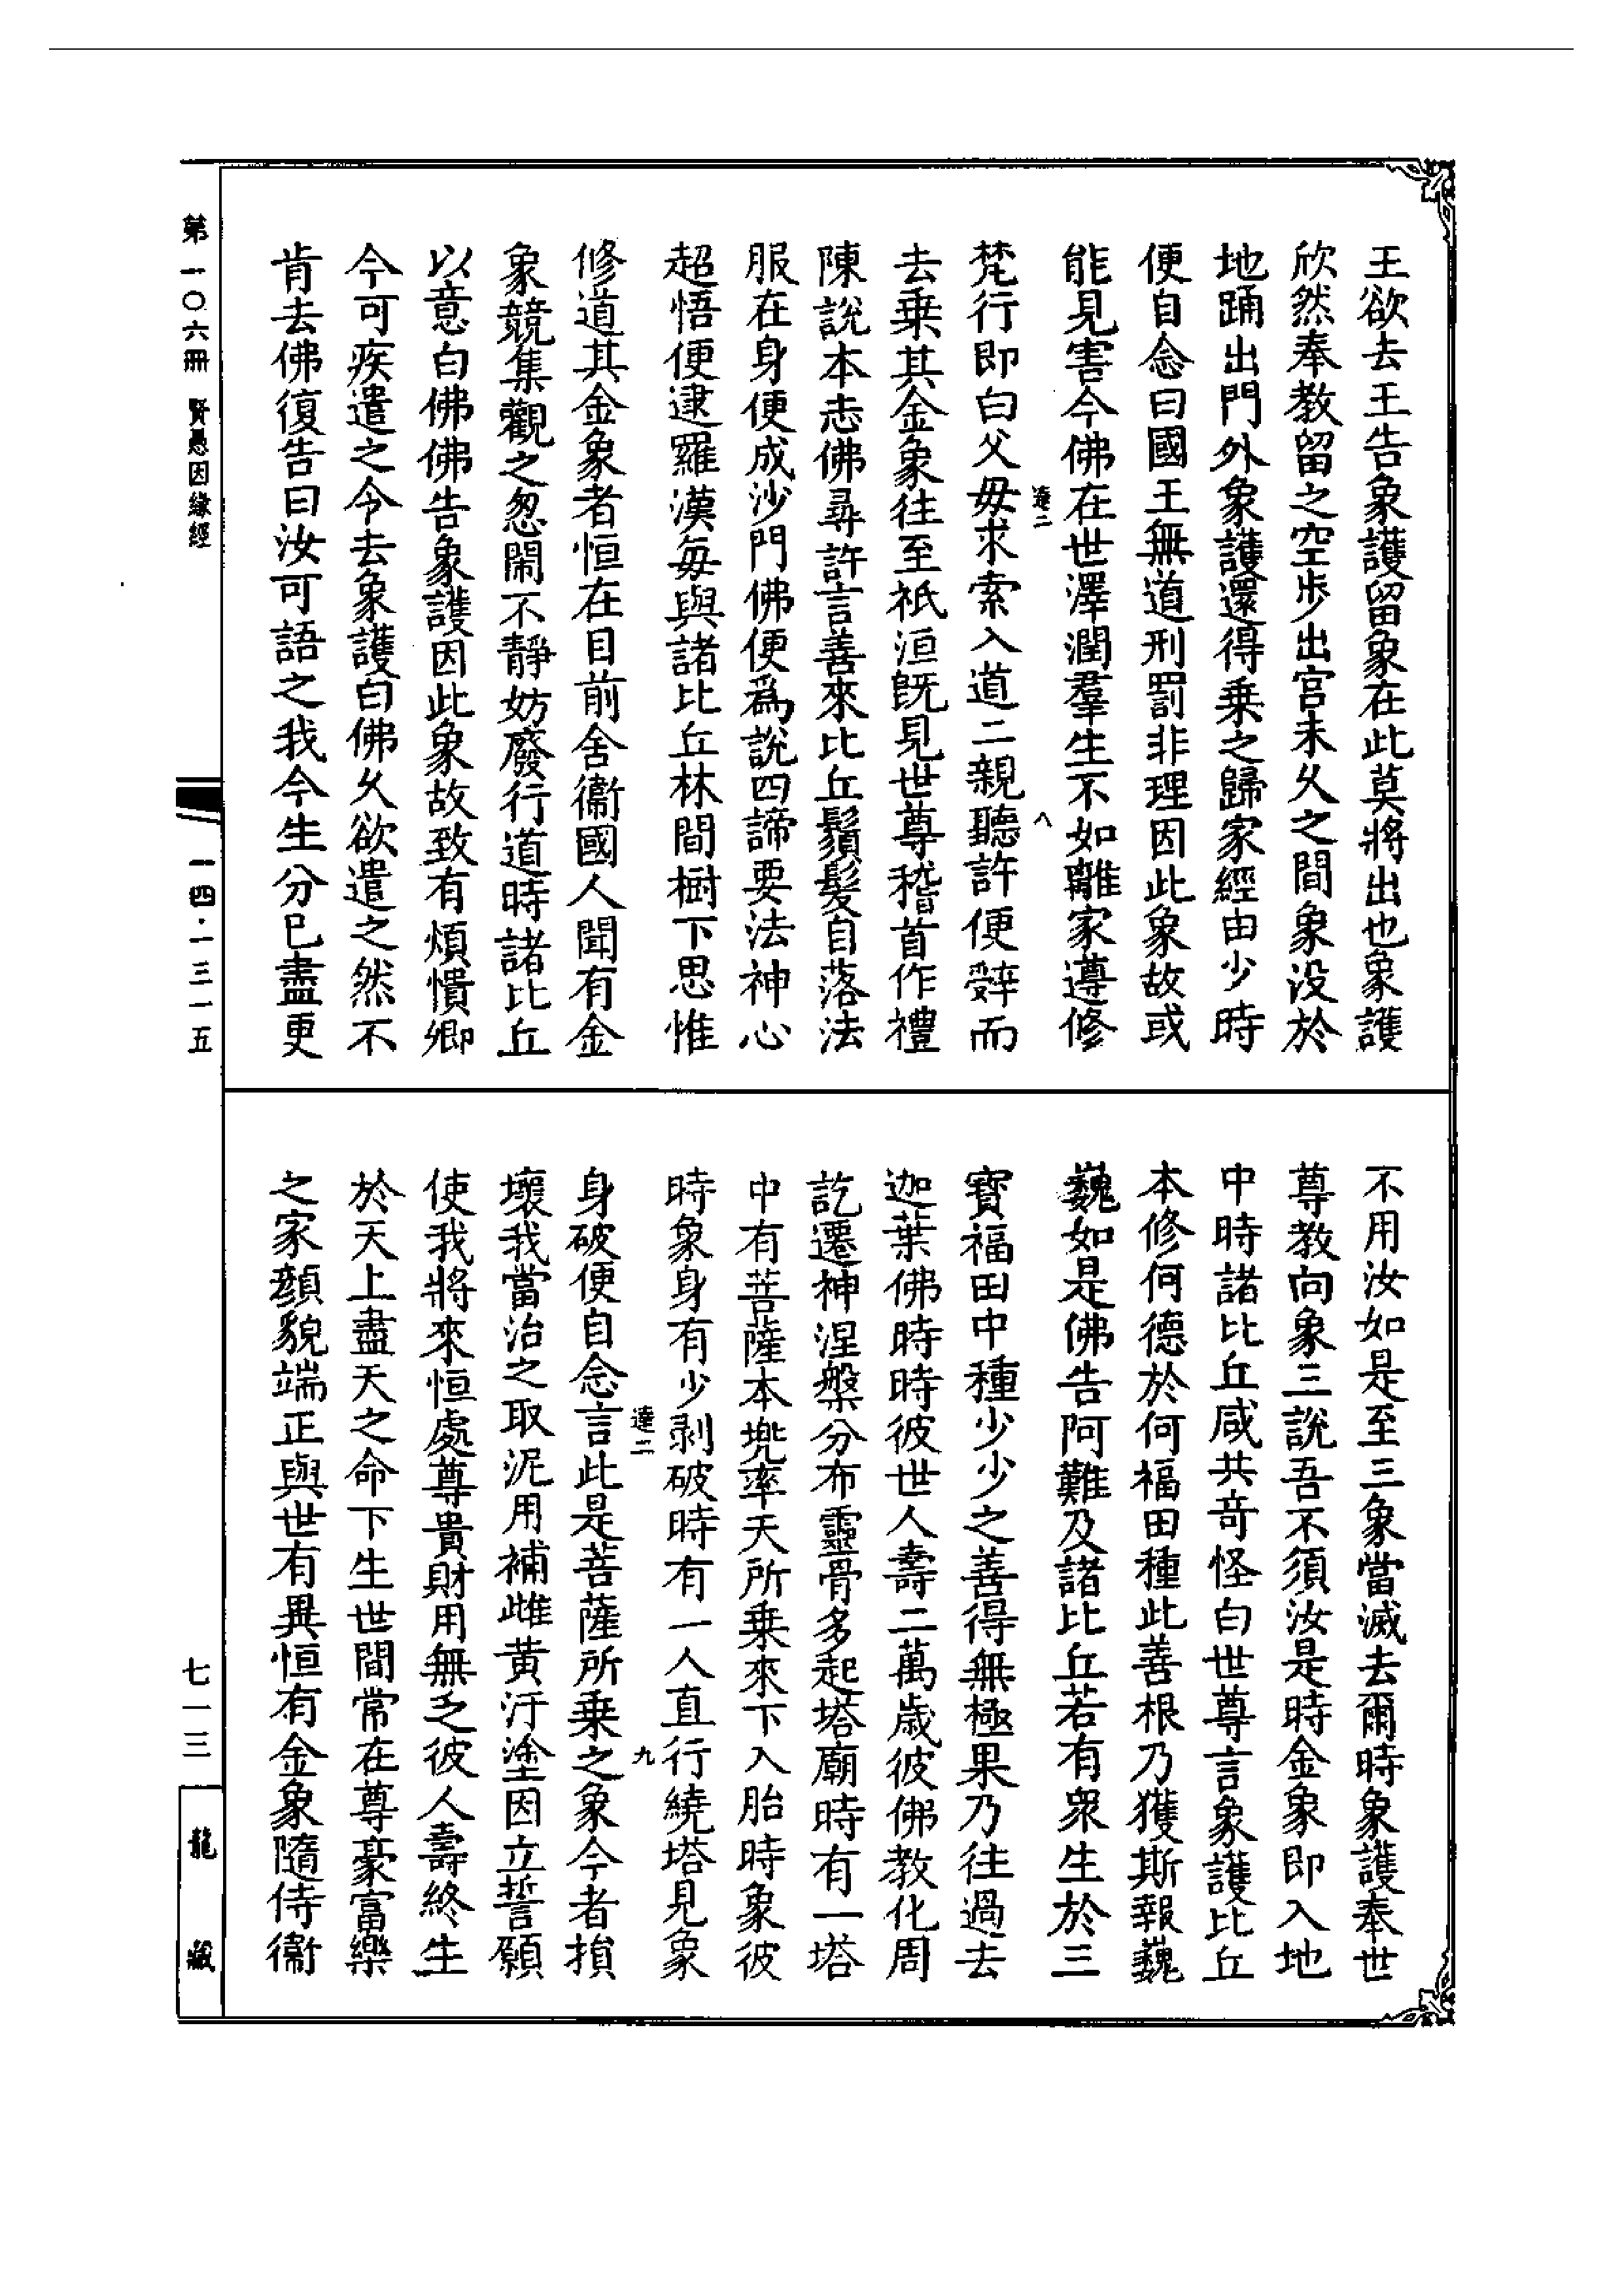 王欲去王告象護留象在此莫將出也象護
欣然奉教留之空步出宮未久之間象沒於
地踊出門外象護還得乗之歸家經由少時
便自念曰國王無道刑罰非理因此象故或
能見害今佛在世澤潤羣生不如離家遵修
達二
八
梵行即白父母求索入道二親聽許便辤而
去乗其金象往至祇洹既見世尊稽首作禮
陳說本志佛尋許言善來比丘鬚髮自落法
服在身便成沙門佛便爲說四諦要法神心
超悟便逮羅漢每與諸比丘林間樹下思惟
修道其金象者恒在目前舍衞國人聞有金
象競集觀之怱閙不靜妨廢行道時諸比丘
以意白佛佛告象護因此象故致有煩憒卿
今可疾遣之令去象護白佛乆欲遣之然不
肯去佛復告曰汝可語之我今生分已盡更
不用汝如是至三象當滅去爾時象護奉世
尊教向象三說吾不須汝是時金象即入地
中時諸比丘咸共奇怪白世尊言象護比丘
本修何德於何福田種此善根乃獲斯報巍
巍如是佛告阿難及諸比丘若有衆生於三
寶福田中種少少之善得無極果乃往過去
迦葉佛時時彼世人壽二萬歲彼佛教化周
訖遷神涅槃分布靈骨多起塔廟時有一塔
中有菩薩本兠率天所乗來下入胎時象彼
時象身有少剥破時有一人直行繞塔見象
達二
九
身破便自念言此是菩薩所乗之象今者損
壞我當治之取泥用補雌黃汙塗因立誓願
使我將來恒處尊貴財用無乏彼人壽終生
於天上盡天之命下生世間常在尊豪富樂
之家顏貌端正與世有異恒有金象隨侍衞
第一〇六冊
賢愚因緣經
一四·一三一五
七一三
龍藏